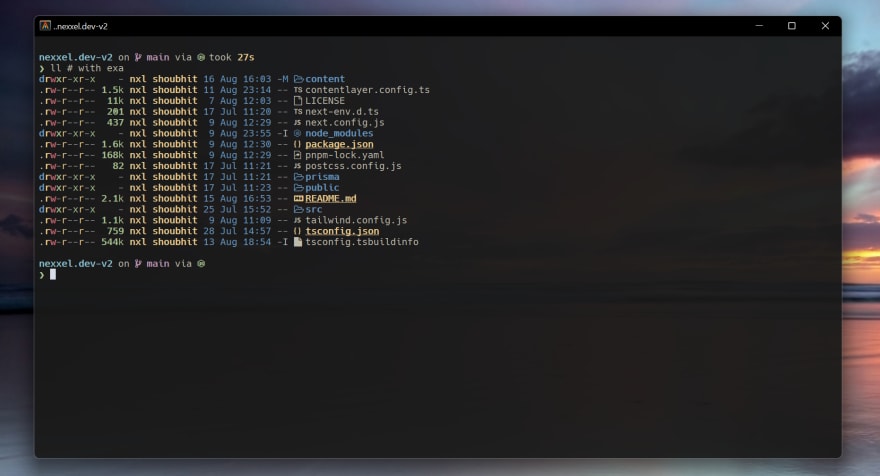 ..nexxel.dev-v2
nexxel.dev-v2 on main via took 27s
❯ ll # with exa
drwxr-xr-x - nxl shoubhit 16 Aug 16:03 -M content
.rw-r--r-- 1.5k nxl shoubhit 11 Aug 23:14 -- TS contentlayer.config.ts
.rw-r--r-- 11k nxl shoubhit 7 Aug 12:03 -- LICENSE
.rw-r--r-- 201 nxl shoubhit 17 Jul 11:20 -- TS next-env.d.ts
.rw-r--r-- 437 nxl shoubhit 9 Aug 12:29 -- JS next.config.js
drwxr-xr-x - nxl shoubhit 9 Aug 23:55 -I node_modules
.rw-r--r-- 1.6k nxl shoubhit 9 Aug 12:30 -- {} package.json
.rw-r--r-- 168k nxl shoubhit 9 Aug 12:29 -- pnpm-lock.yaml
.rw-r--r-- 82 nxl shoubhit 17 Jul 11:21 -- JS postcss.config.js
drwxr-xr-x - nxl shoubhit 17 Jul 11:21 -- prisma
drwxr-xr-x - nxl shoubhit 17 Jul 11:23 -- public
.rw-r--r-- 2.1k nxl shoubhit 15 Aug 16:53 -- README.md
drwxr-xr-x - nxl shoubhit 25 Jul 15:52 -- src
.rw-r--r-- 1.1k nxl shoubhit 9 Aug 11:09 -- JS tailwind.config.js
.rw-r--r-- 759 nxl shoubhit 28 Jul 14:57 -- {} tsconfig.json
.rw-r--r-- 544k nxl shoubhit 13 Aug 18:54 -I tsconfig.tsbuildinfo
nexxel.dev-v2 on main via
❯